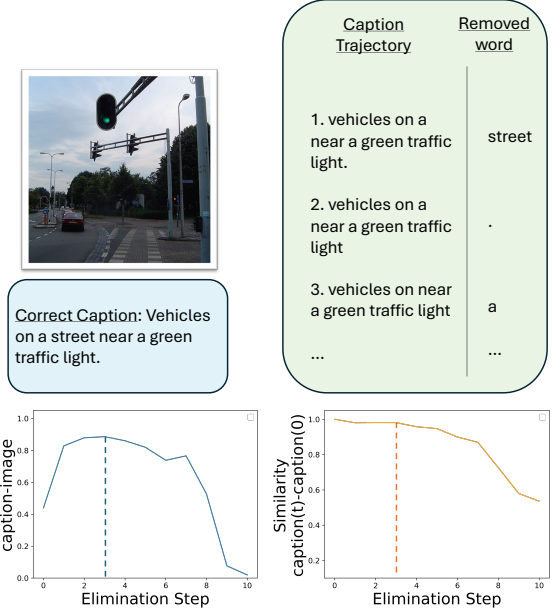 Caption
Trajectory
Removed
word
1. vehicles on a
near a green traffic
light.
street
2. vehicles on a
near a green traffic
light
.
3. vehicles on near
a green traffic light
a
...
...
Correct Caption: Vehicles
on a street near a green
traffic light.
caption-image
1.0
0.8
0.6
0.4
0.2
0.0
0 2 4 6 8 10
Elimination Step
Similarity
caption(t)-caption(0)
1.0
0.8
0.6
0.4
0.2
0 2 4 6 8 10
Elimination Step